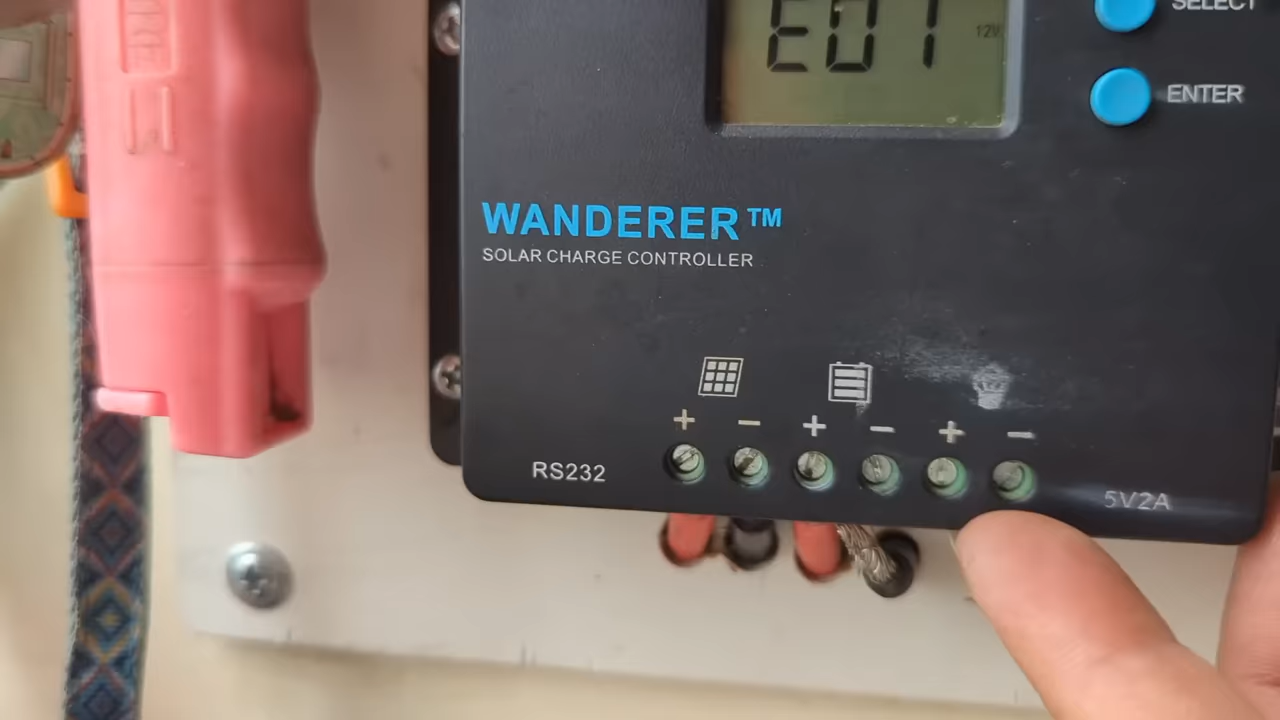 SELECT
E01
12V
ENTER
WANDERER™
SOLAR CHARGE CONTROLLER
+ − + − + −
RS232
5V2A